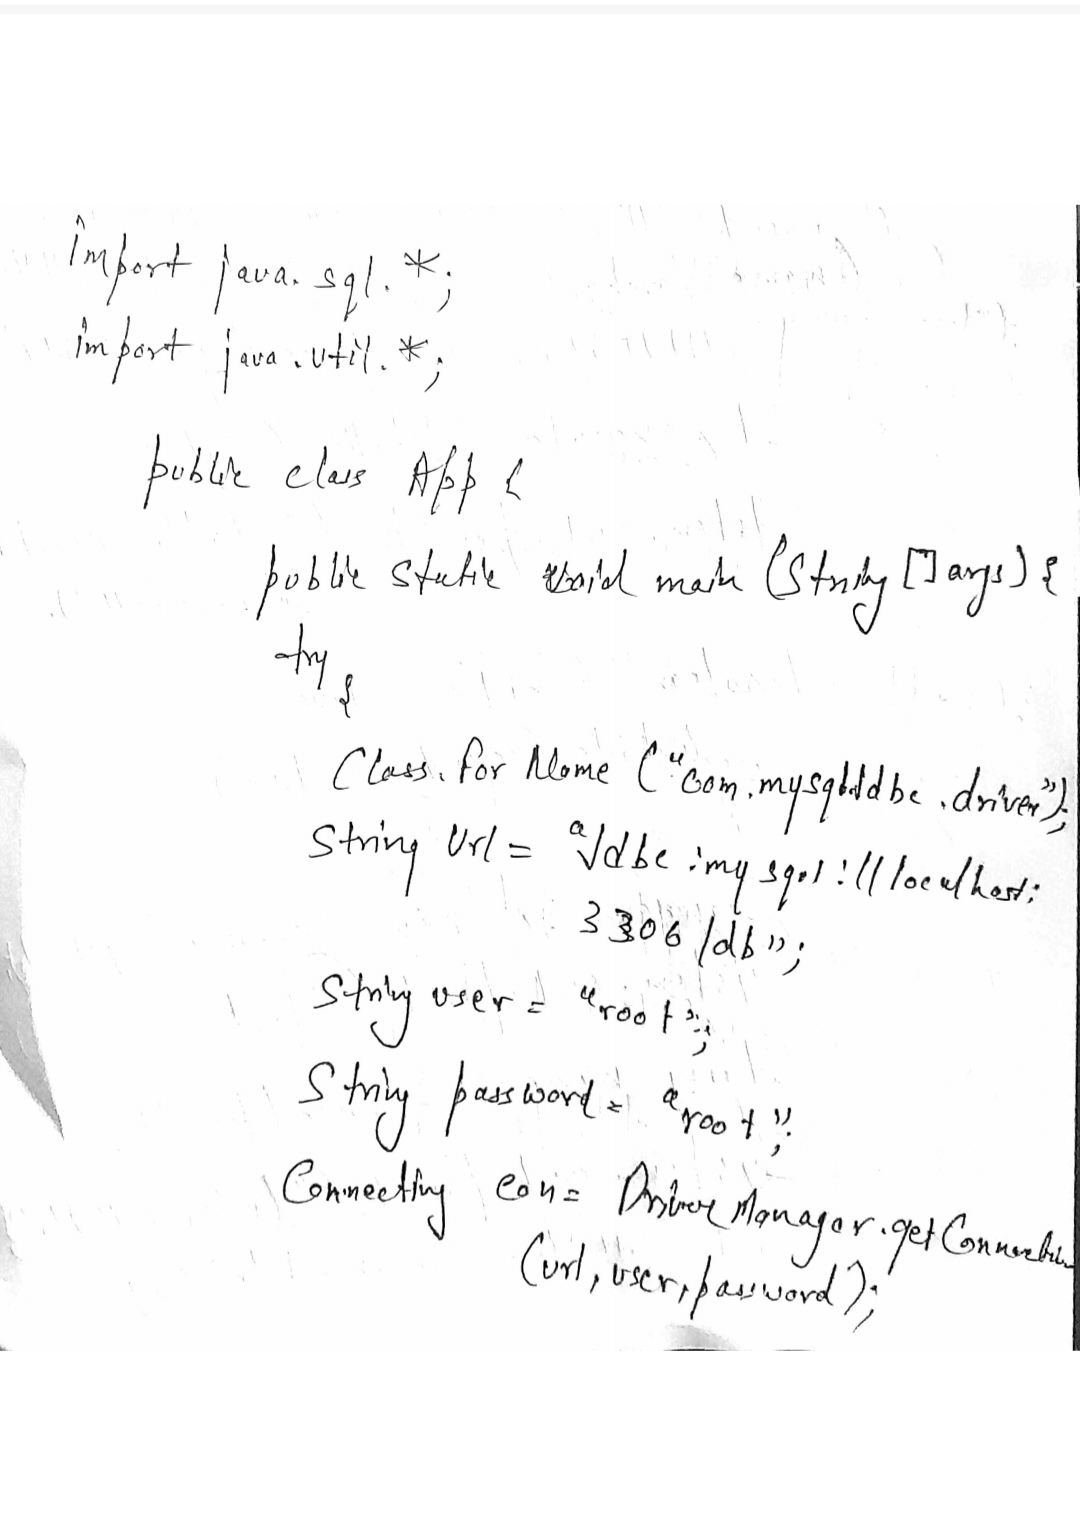 import java.sql.*;
import java.util.*;
public class App {
public static void main (String [] args) {
try
{
Class.forName ("com.mysql.jdbc.driver");
String Url = "jdbc:mysql://localhost:
3306/db";
String user = "root";
String password = "root";
Connecting con = DriverManager.getConnection
(url, user, password);